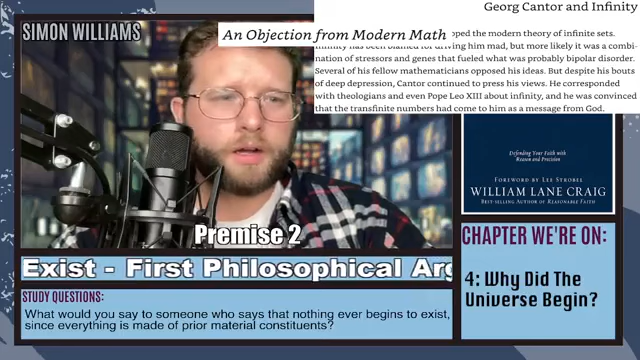 SIMON WILLIAMS
An Objection from Modern Math
Georg Cantor and Infinity
oped the modern theory of infinite sets.
Infinity has been blamed for driving him mad, but more likely it was a combi-
nation of stressors and genes that fueled what was probably bipolar disorder.
Several of his fellow mathematicians opposed his ideas. But despite his bouts
of deep depression, Cantor continued to press his views. He corresponded
with theologians and even Pope Leo XIII about infinity, and he was convinced
that the transfinite numbers had come to him as a message from God.
Defending Your Faith with
Reason and Precision
FOREWORD BY LEE STROBEL
WILLIAM LANE CRAIG
BEST-SELLING AUTHOR OF REASONABLE FAITH
Premise 2
Exist - First Philosophical Arg
CHAPTER WE'RE ON:
4: Why Did The
Universe Begin?
STUDY QUESTIONS:
What would you say to someone who says that nothing ever begins to exist,
since everything is made of prior material constituents?